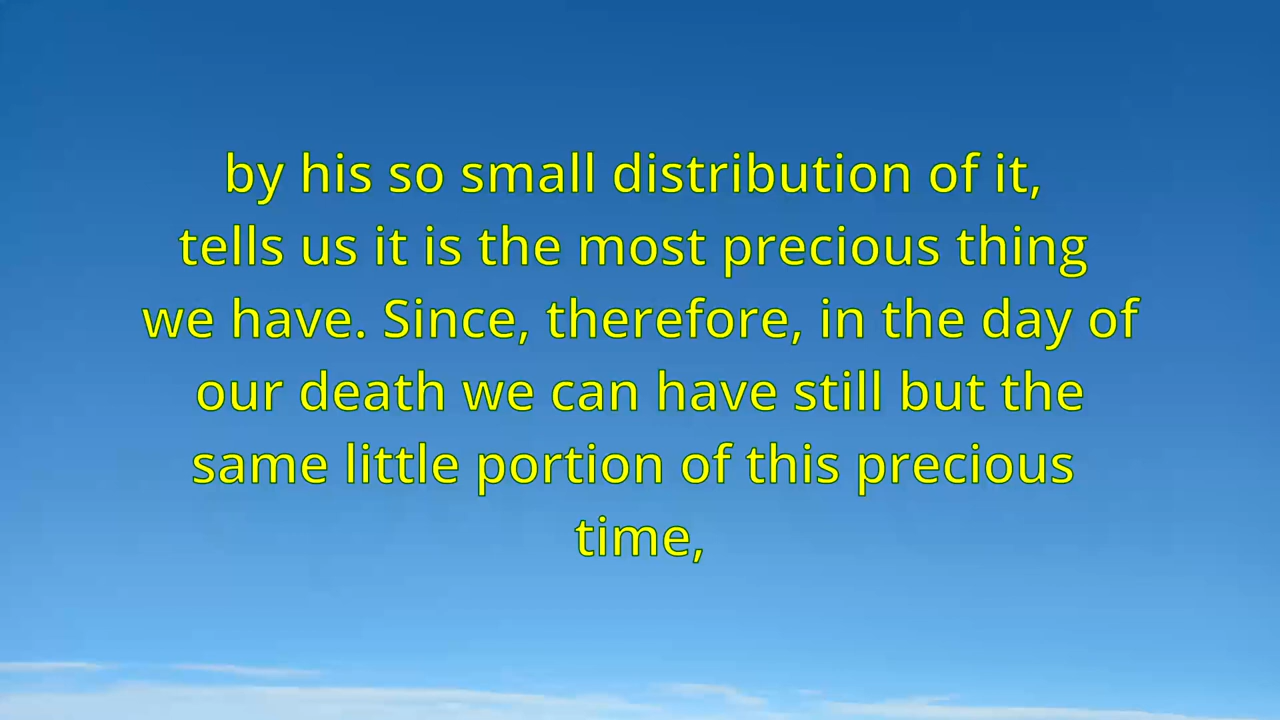 by his so small distribution of it,
tells us it is the most precious thing
we have. Since, therefore, in the day of
our death we can have still but the
same little portion of this precious
time,